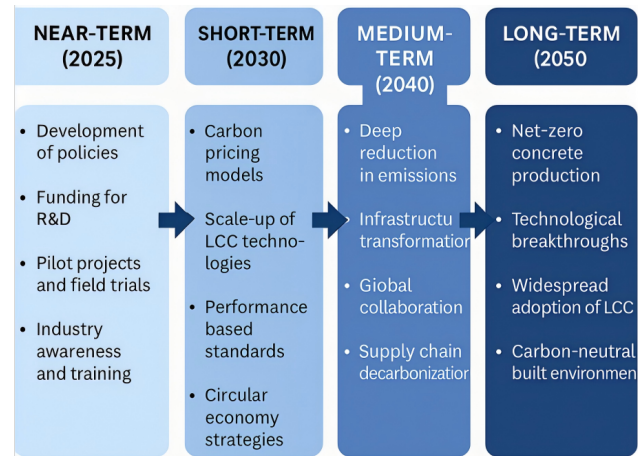 NEAR-TERM
(2025)
• Development
of policies
• Funding for
R&D
• Pilot projects
and field trials
• Industry
awareness
and training
SHORT-TERM
(2030)
• Carbon
pricing
models
• Scale-up of
LCC techno-
logies
• Performance
based
standards
• Circular
economy
strategies
MEDIUM-
TERM
(2040)
• Deep
reduction
in emissions
• Infrastructu
transformation
• Global
collaboration
• Supply chain
decarbonization
LONG-TERM
(2050
• Net-zero
concrete
production
• Technological
breakthroughs
• Widespread
adoption of LCC
• Carbon-neutral
built environmen